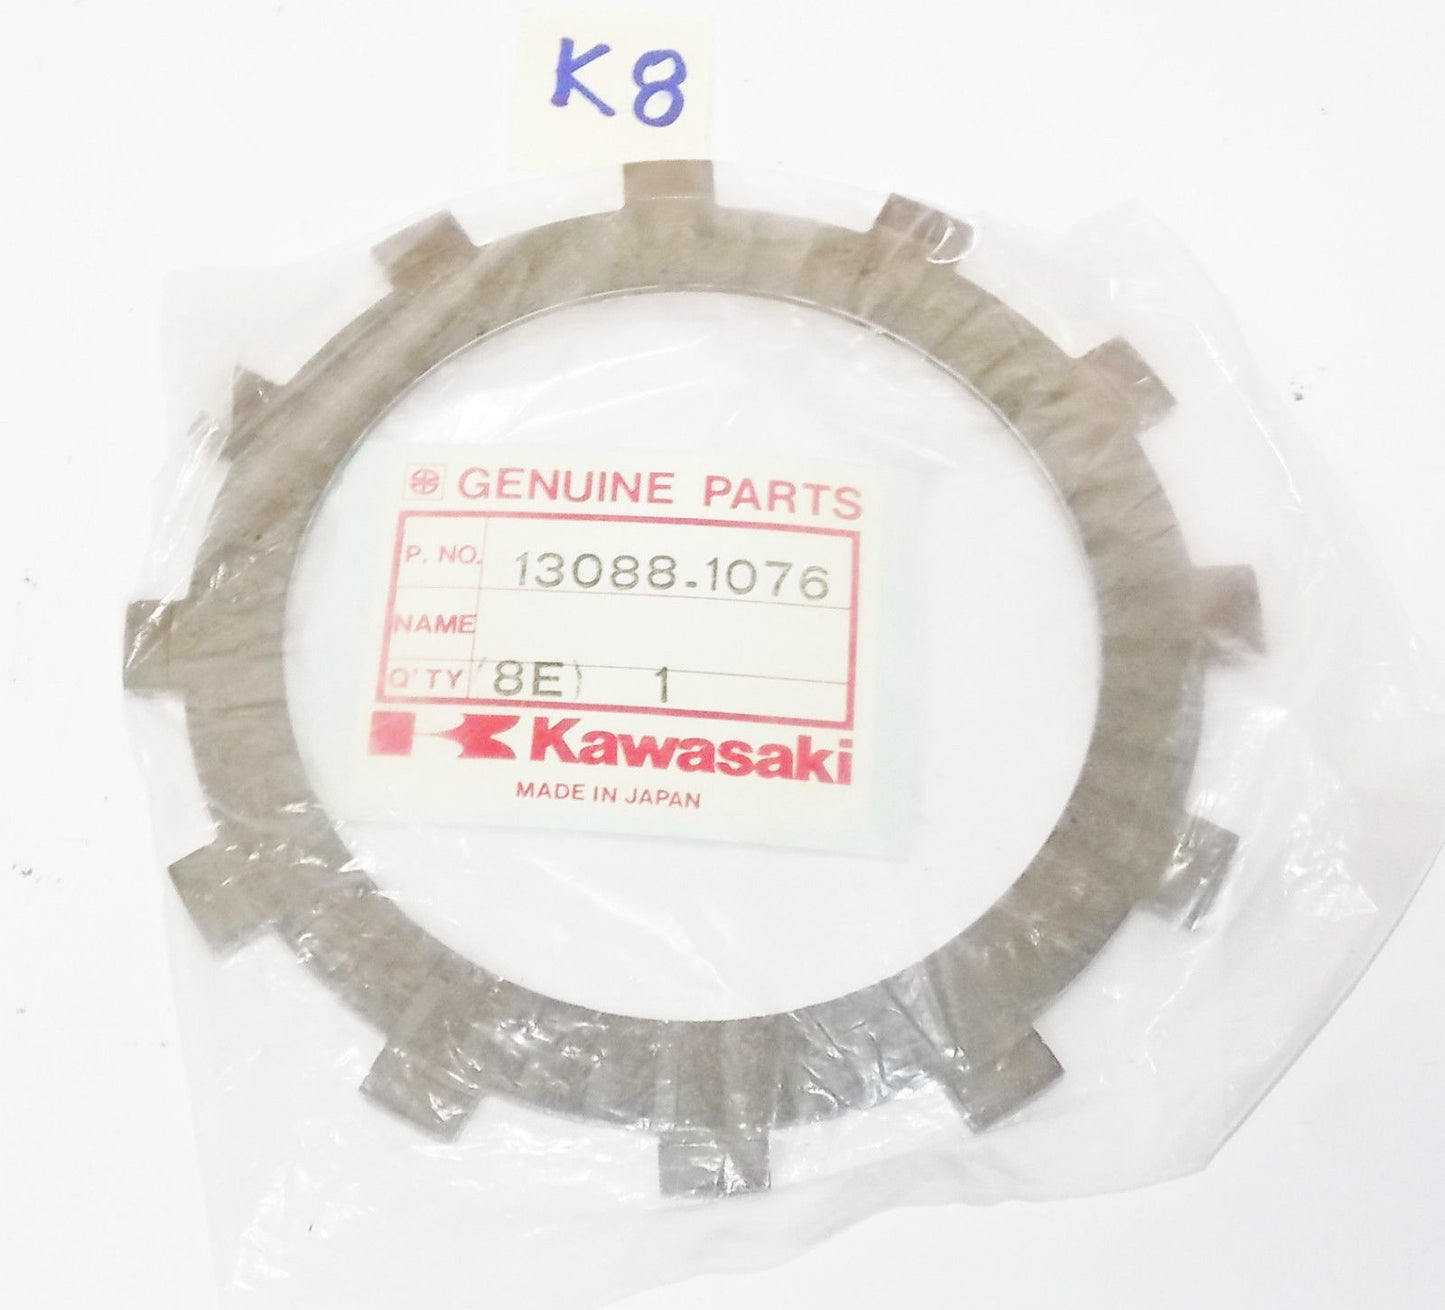 K8
GENUINE PARTS
P. NO. 13088-1076
NAME
Q'TY (8E) 1
Kawasaki
MADE IN JAPAN